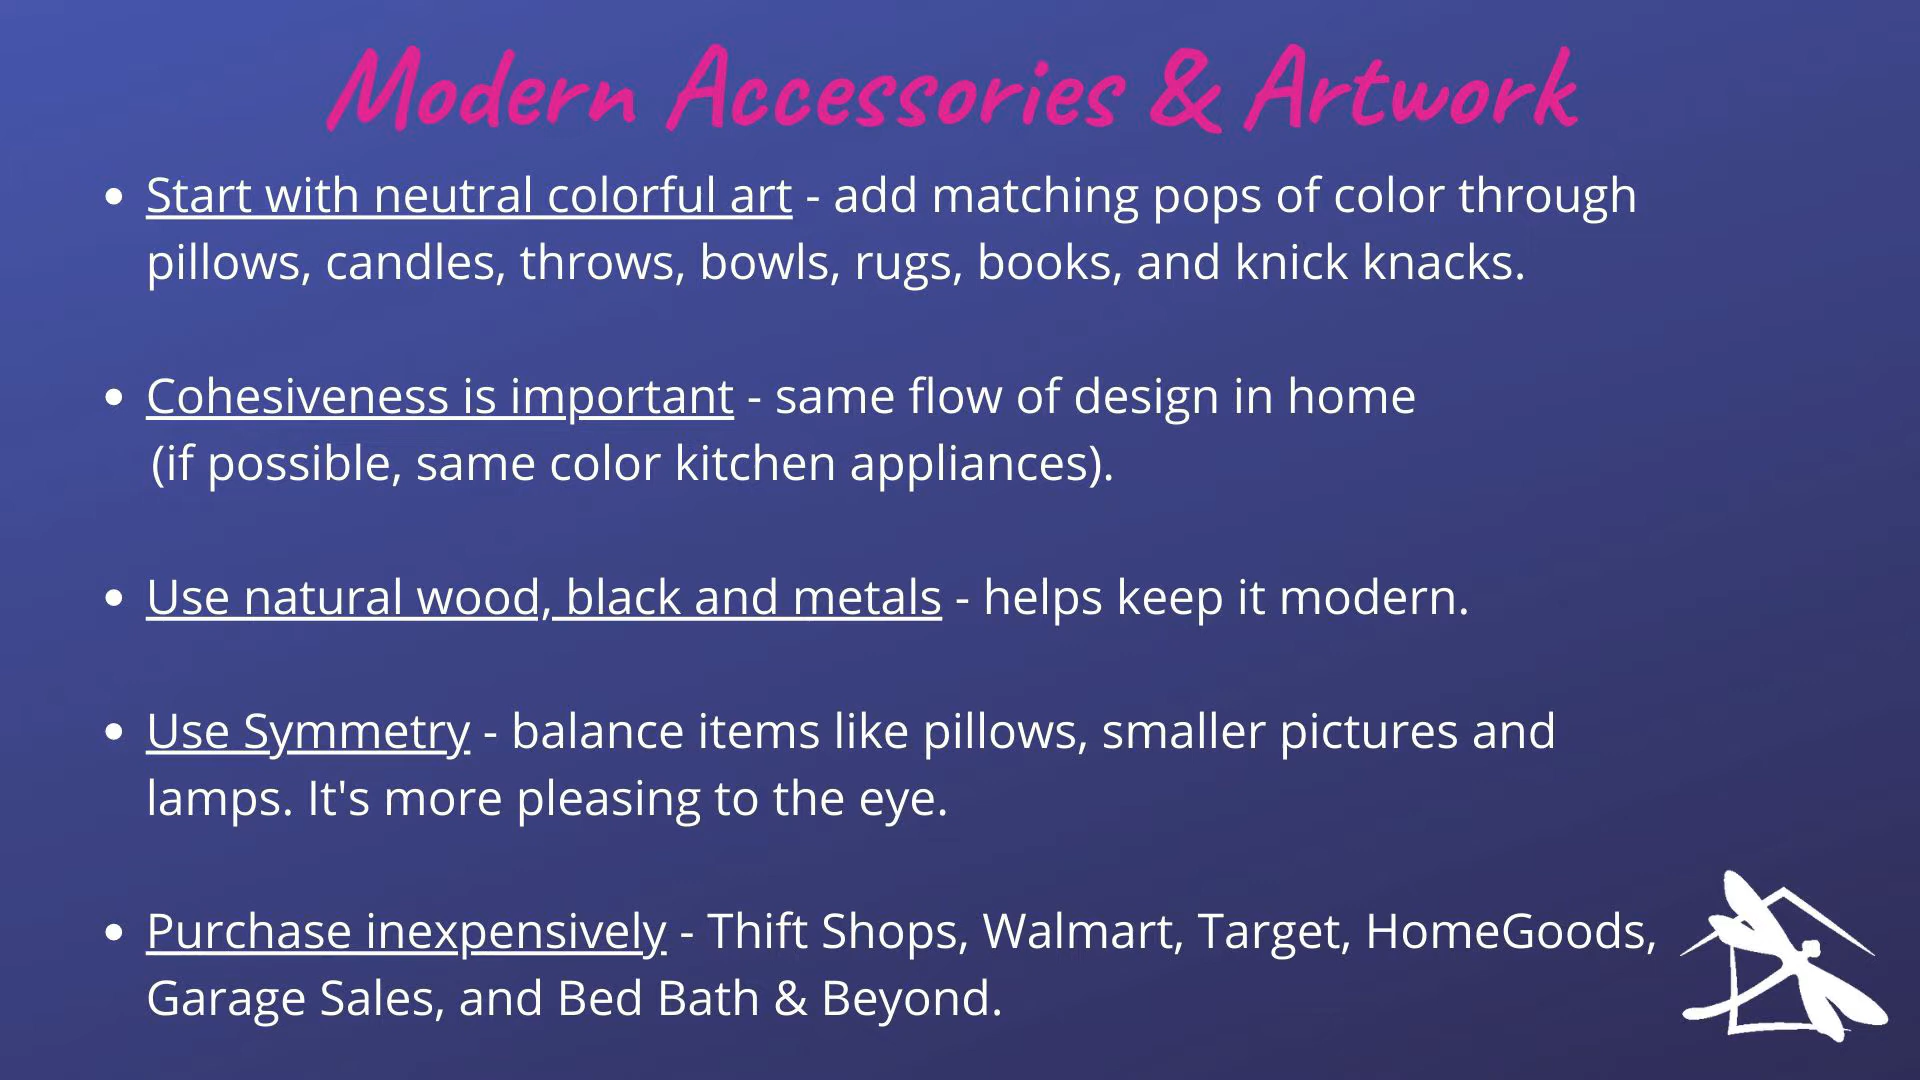 Modern Accessories & Artwork
• Start with neutral colorful art - add matching pops of color through
pillows, candles, throws, bowls, rugs, books, and knick knacks.
• Cohesiveness is important - same flow of design in home
(if possible, same color kitchen appliances).
• Use natural wood, black and metals - helps keep it modern.
• Use Symmetry - balance items like pillows, smaller pictures and
lamps. It's more pleasing to the eye.
• Purchase inexpensively - Thift Shops, Walmart, Target, HomeGoods,
Garage Sales, and Bed Bath & Beyond.